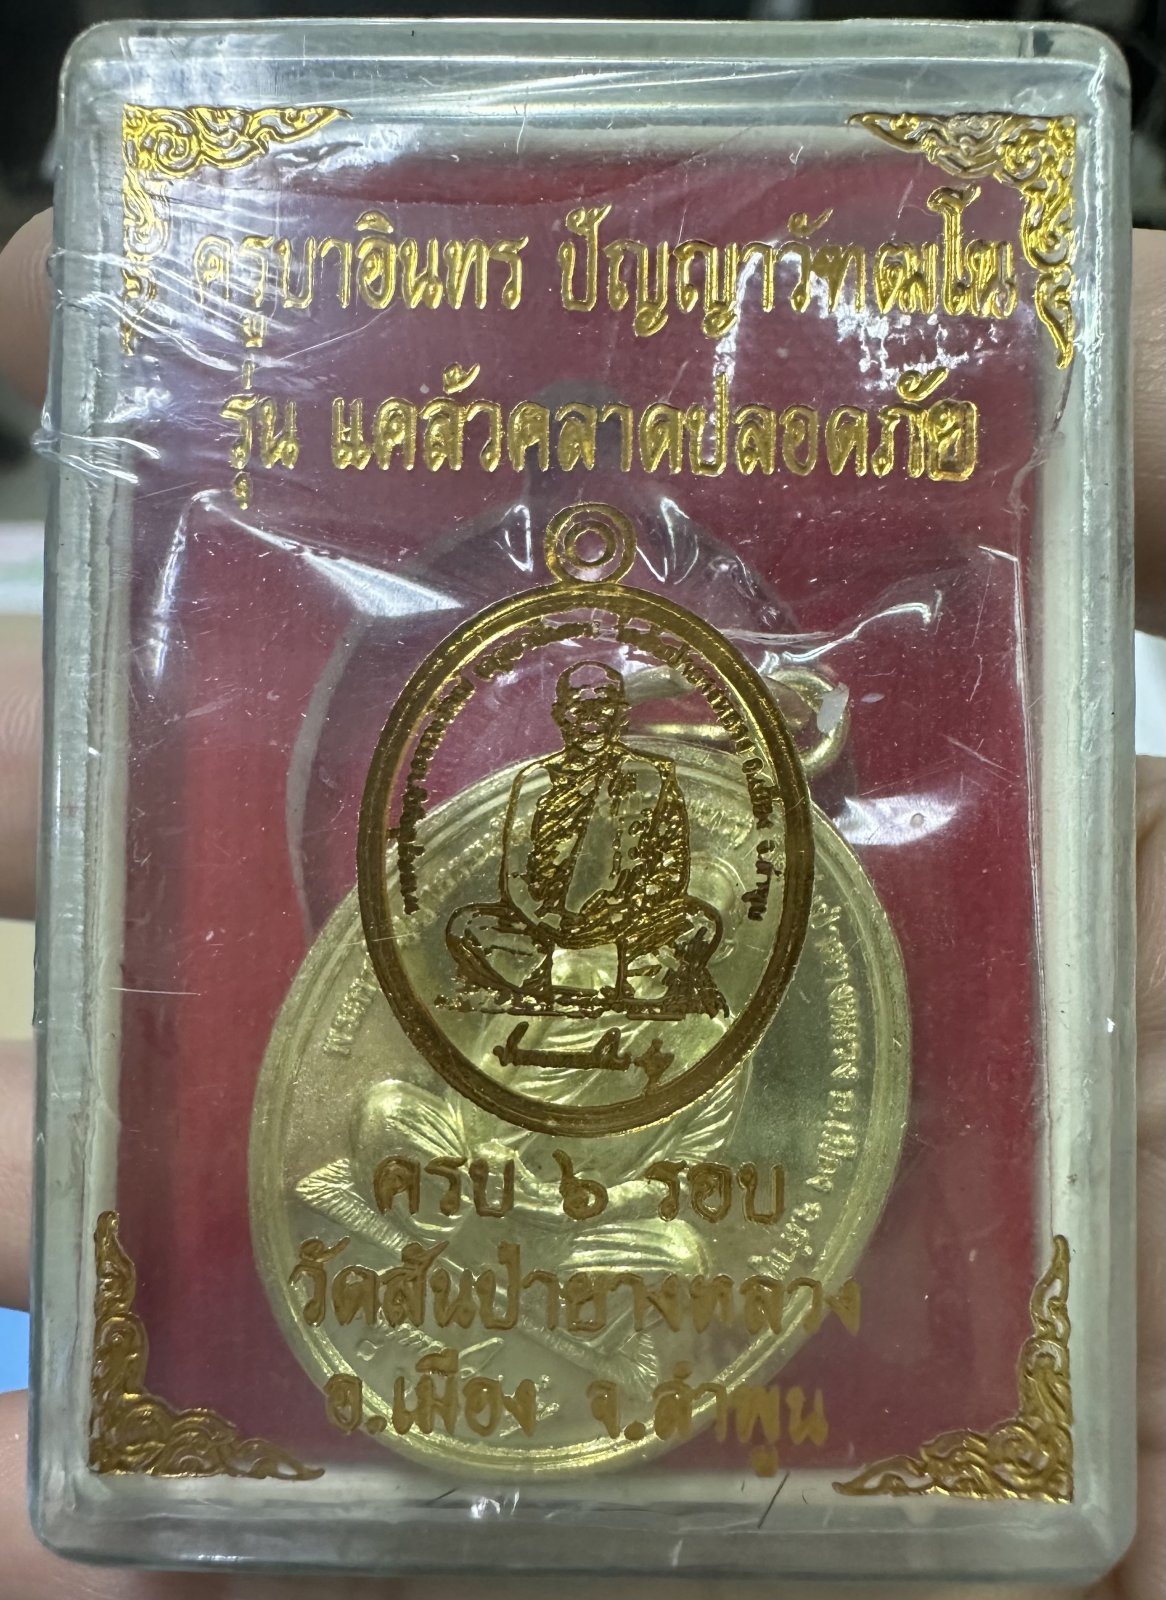 ครูบาอินทร ปัญญาวัฑฒโน
รุ่น แคล้วคลาดปลอดภัย
ครบ ๖ รอบ
วัดสันป่ายางหลวง
อ.เมือง จ.ลำพูน